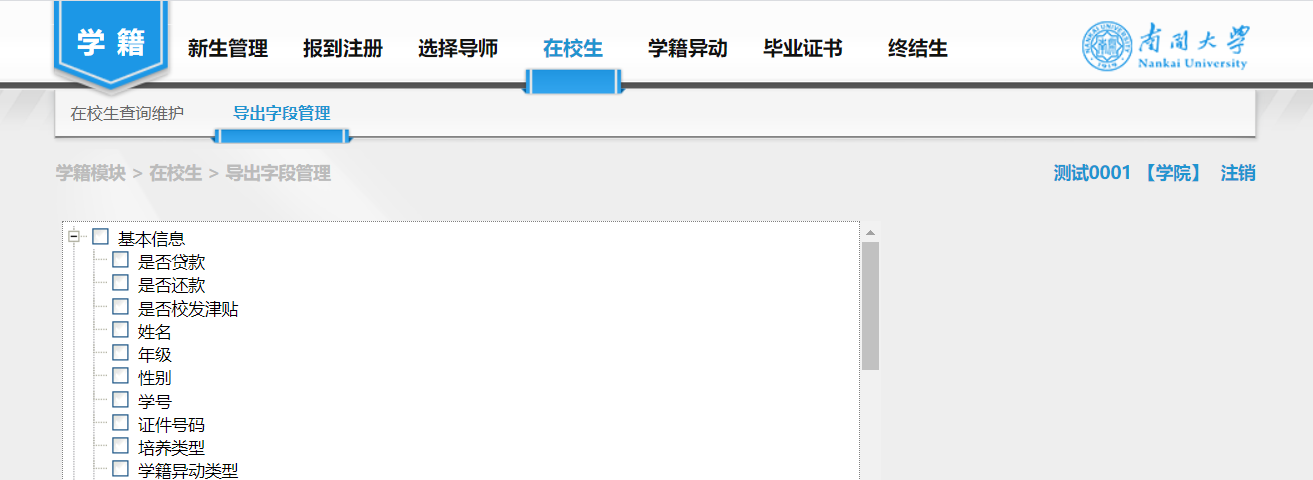 学 籍
新生管理 报到注册 选择导师 在校生 学籍异动 毕业证书 终结生
南开大学
Nankai University
在校生查询维护 导出字段管理
学籍模块 > 在校生 > 导出字段管理 测试0001 【学院】 注销
基本信息
是否贷款
是否还款
是否校发津贴
姓名
年级
性别
学号
证件号码
培养类型
学籍异动类型